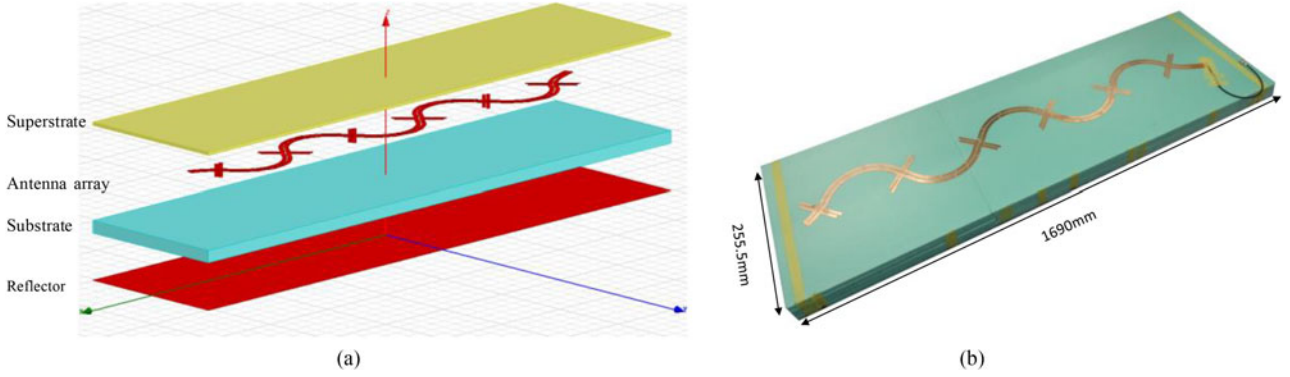 Superstrate
Antenna array
Substrate
Reflector
255.5mm
1690mm
(a)
(b)